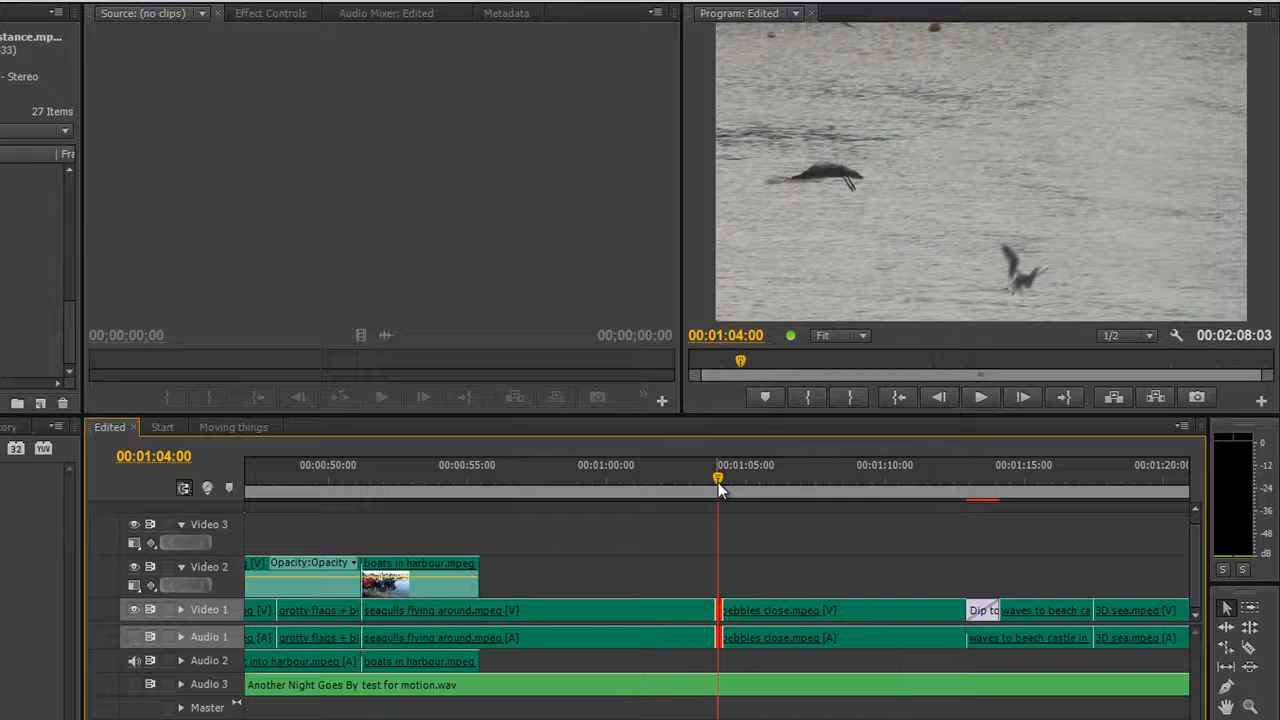 Source: (no clips)
Effect Controls
Audio Mixer: Edited
Metadata
Program: Edited
stance.mp...
33)
- Stereo
27 Items
Fra
00;00;00;00
00;00;00;00
00:01:04:00
Fit
1/2
00:02:08:03
tory
Edited
Start
Moving things
32
YUV
00:01:04:00
00:00:50:00
00:00:55:00
00:01:00:00
00:01:05:00
00:01:10:00
00:01:15:00
00:01:20:00
0
-12
-24
-36
-48
dB
S S
Video 3
Video 2
[V] Opacity:Opacity
boats in harbour.mpeg
Video 1
[V]
grotty flags + bi
seagulls flying around.mpeg [V]
pebbles close.mpeg [V]
Dip to
waves to beach ca
3D sea.mpeg [V]
Audio 1
[A]
grotty flags + bi
seagulls flying around.mpeg [A]
pebbles close.mpeg [A]
waves to beach castle in
3D sea.mpeg [A]
Audio 2
t into harbour.mpeg [A]
boats in harbour.mpeg
Audio 3
Another Night Goes By test for motion.wav
Master